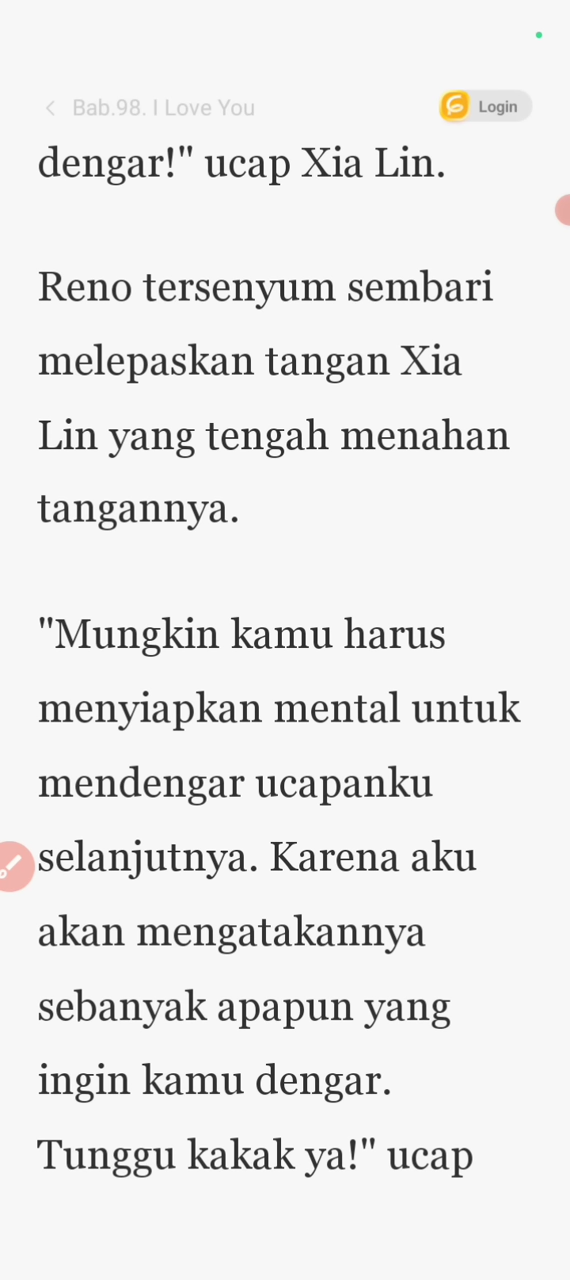 Bab.98. I Love You
Login
dengar!" ucap Xia Lin.
Reno tersenyum sembari
melepaskan tangan Xia
Lin yang tengah menahan
tangannya.
"Mungkin kamu harus
menyiapkan mental untuk
mendengar ucapanku
selanjutnya. Karena aku
akan mengatakannya
sebanyak apapun yang
ingin kamu dengar.
Tunggu kakak ya!" ucap